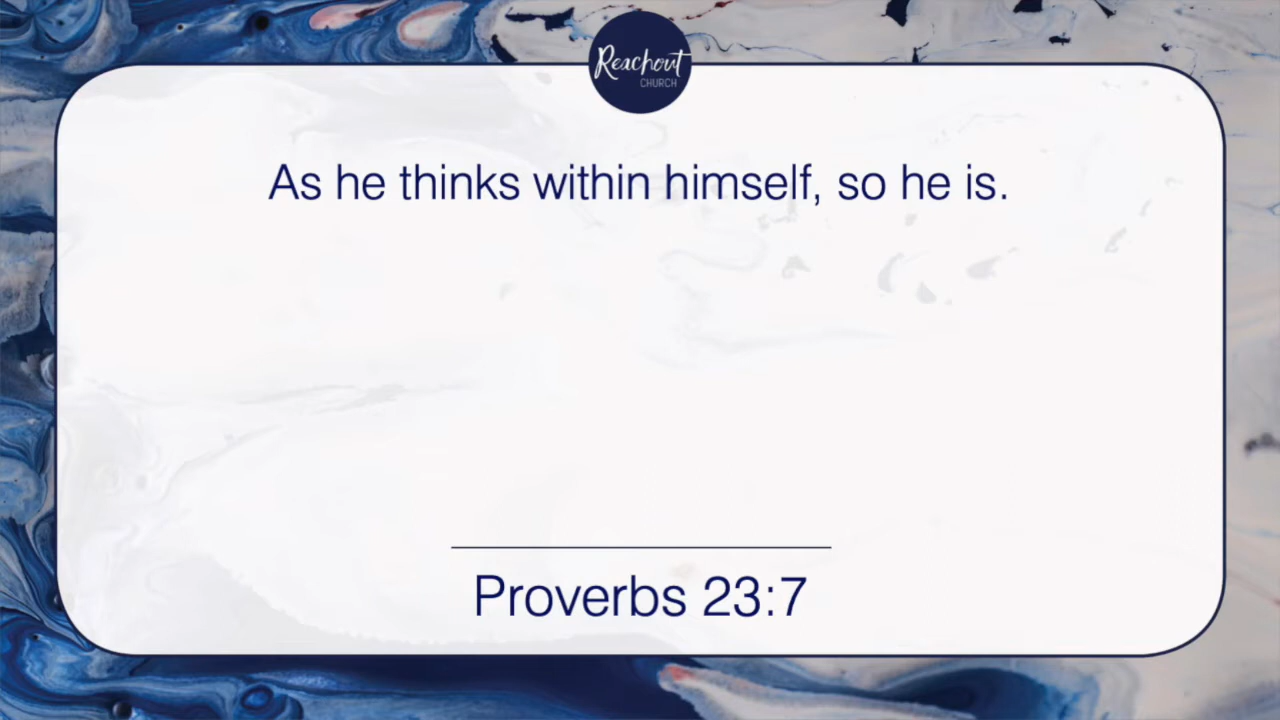 Reachout
CHURCH
As he thinks within himself, so he is.
Proverbs 23:7